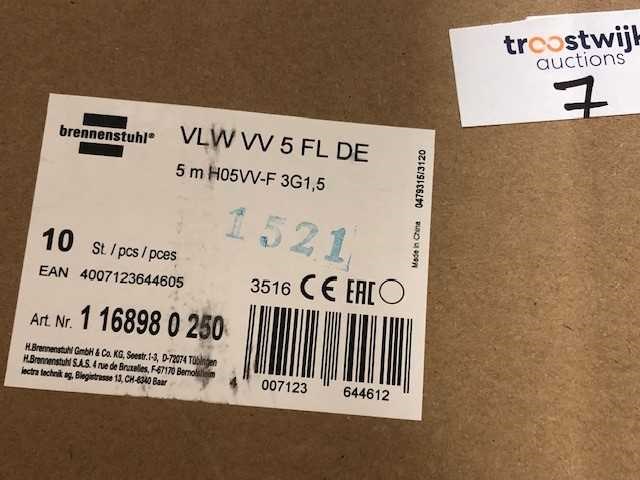 troostwijk
auctions
7
brennenstuhl®
VLW VV 5 FL DE
5 m H05VV-F 3G1,5
1521
10 St. / pcs / pces
EAN 4007123644605
3516 CE EAC
Art. Nr. 1 16898 0 250
H.Brennenstuhl GmbH & Co. KG, Seestr.1-3, D-72074 Tübingen
H.Brennenstuhl S.A.S. 4 rue de Bruxelles, F-67170 Bernolsheim
lectra technik ag, Blegistrasse 13, CH-6340 Baar
4 007123 644612
Made in China 0479315/3120